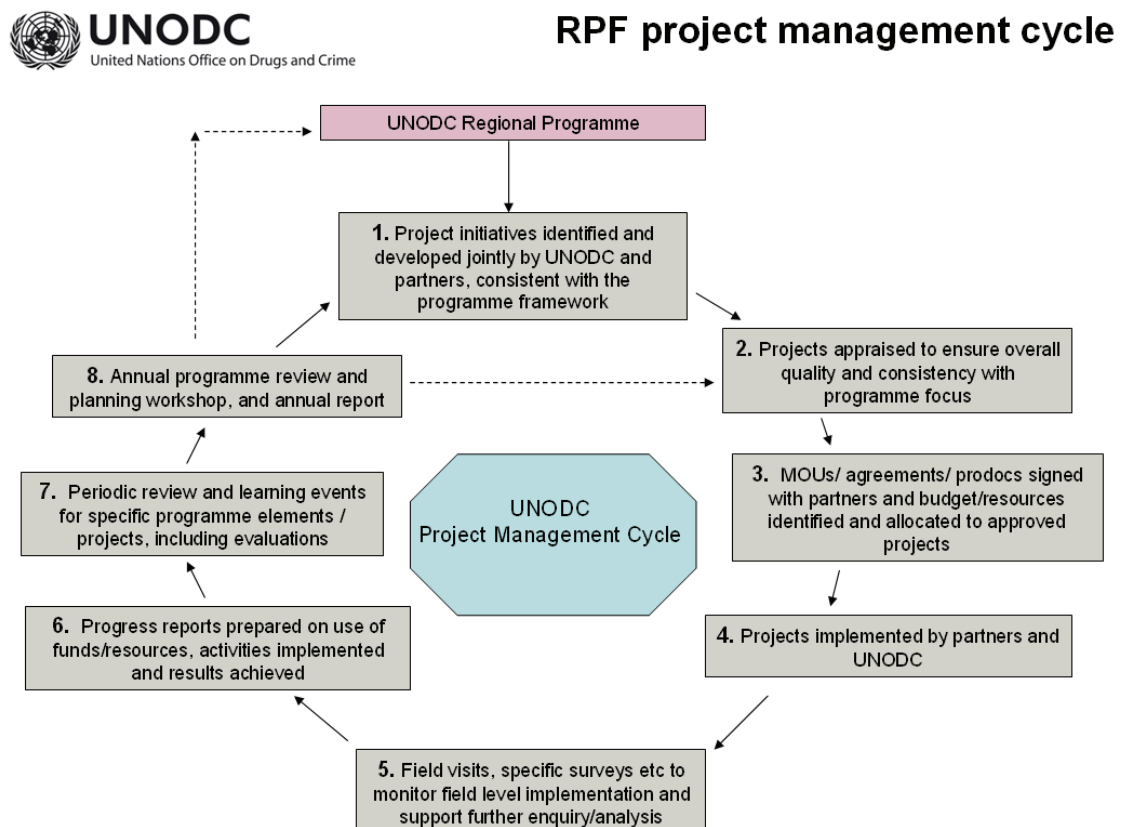 UNODC
United Nations Office on Drugs and Crime
RPF project management cycle
UNODC Regional Programme
1. Project initiatives identified and
developed jointly by UNODC and
partners, consistent with the
programme framework
2. Projects appraised to ensure overall
quality and consistency with
programme focus
3. MOUs/ agreements/ prodocs signed
with partners and budget/resources
identified and allocated to approved
projects
4. Projects implemented by partners and
UNODC
5. Field visits, specific surveys etc to
monitor field level implementation and
support further enquiry/analysis
6. Progress reports prepared on use of
funds/resources, activities implemented
and results achieved
7. Periodic review and learning events
for specific programme elements /
projects, including evaluations
8. Annual programme review and
planning workshop, and annual report
UNODC
Project Management Cycle